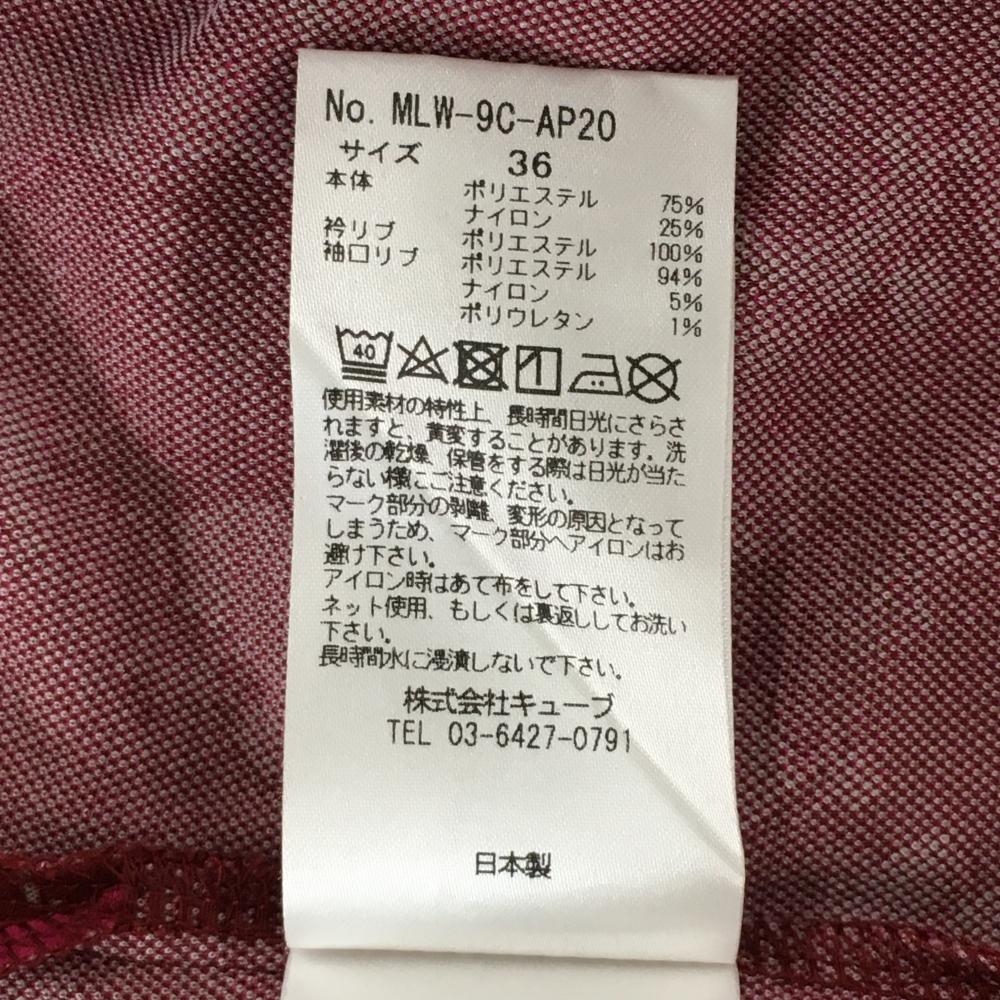 No. MLW-9C-AP20
サイズ 36
本体 ポリエステル 75%
ナイロン 25%
衿リブ ポリエステル 100%
袖口リブ ポリエステル 94%
ナイロン 5%
ポリウレタン 1%
40
使用素材の特性上、長時間日光にさらさ
れますと、黄変することがあります。洗
濯後の乾燥、保管をする際は日光が当た
らない様にご注意ください。
マーク部分の剥離、変形の原因となって
しまうため、マーク部分へアイロンはお
避け下さい。
アイロン時はあて布をして下さい。
ネット使用、もしくは裏返ししてお洗い
下さい。
長時間水に浸漬しないで下さい。
株式会社キューブ
TEL 03-6427-0791
日本製